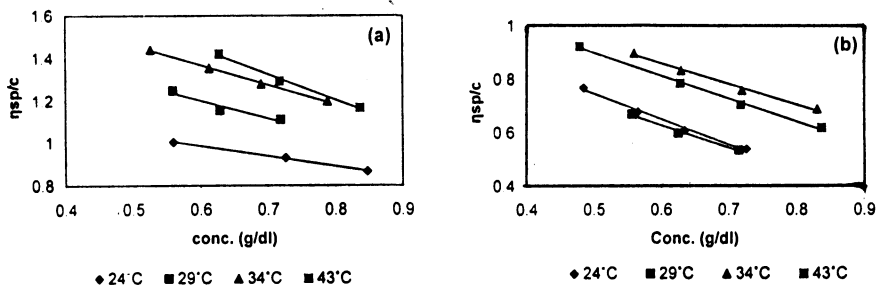 1.6
(a)
1.4
ηsp/c
1.2
1
0.8
0.4 0.5 0.6 0.7 0.8 0.9
conc. (g/dl)
24˚C 29˚C 34˚C 43˚C
1
(b)
0.8
ηsp/c
0.6
0 4
0.4 0.5 0.6 0.7 0.8 0.9
Conc. (g/dl)
24˚C 29˚C 34˚C 43˚C